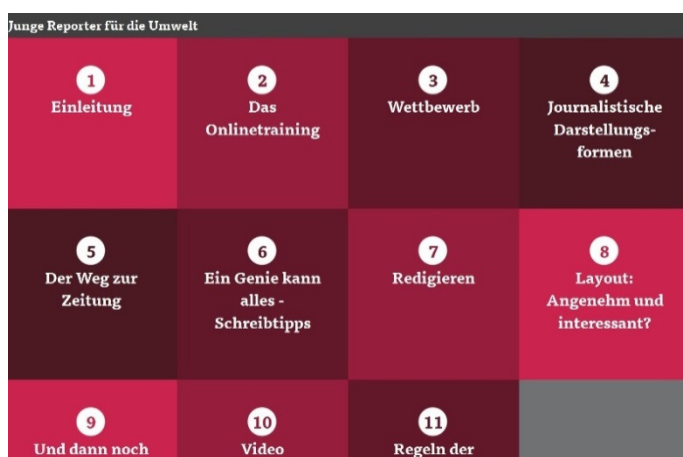 Junge Reporter für die Umwelt
1
Einleitung
2
Das
Onlinetraining
3
Wettbewerb
4
Journalistische
Darstellungs-
formen
5
Der Weg zur
Zeitung
6
Ein Genie kann
alles -
Schreibtipps
7
Redigieren
8
Layout:
Angenehm und
interessant?
9
Und dann noch
10
Video
11
Regeln der